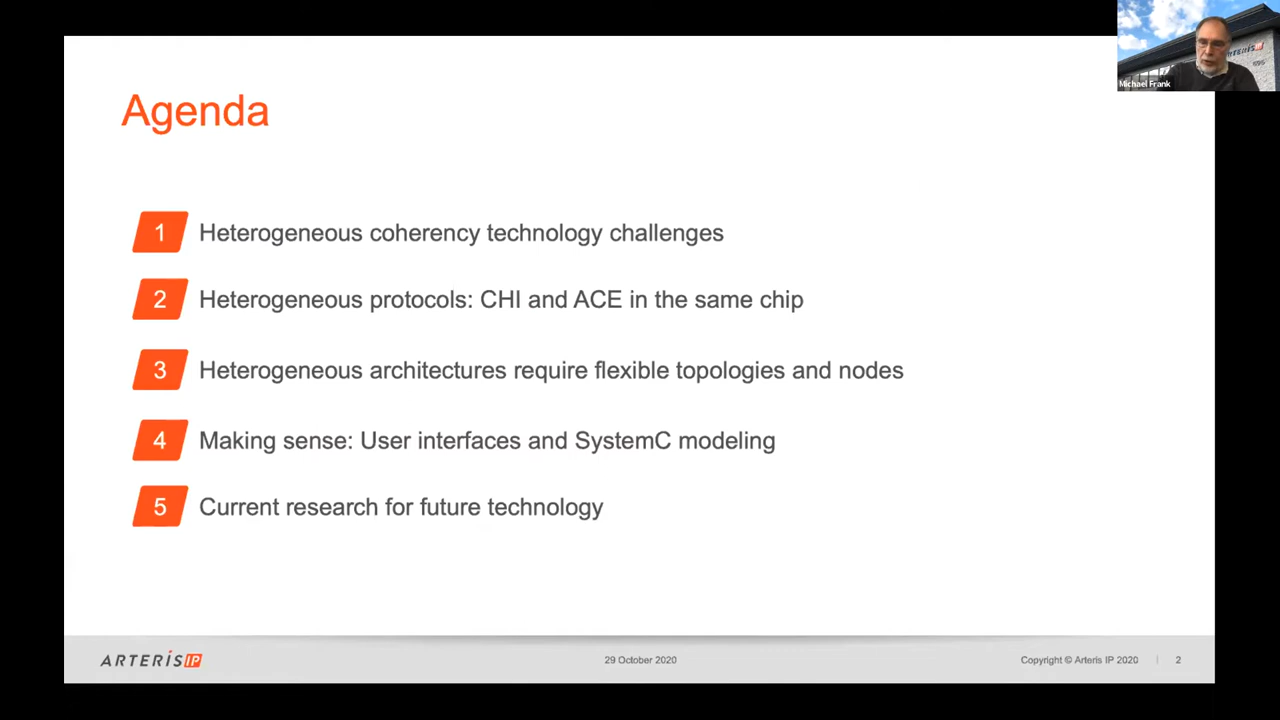 Agenda
1 Heterogeneous coherency technology challenges
2 Heterogeneous protocols: CHI and ACE in the same chip
3 Heterogeneous architectures require flexible topologies and nodes
4 Making sense: User interfaces and SystemC modeling
5 Current research for future technology
ARTERIS IP
29 October 2020
Copyright © Arteris IP 2020 | 2
Michael Frank